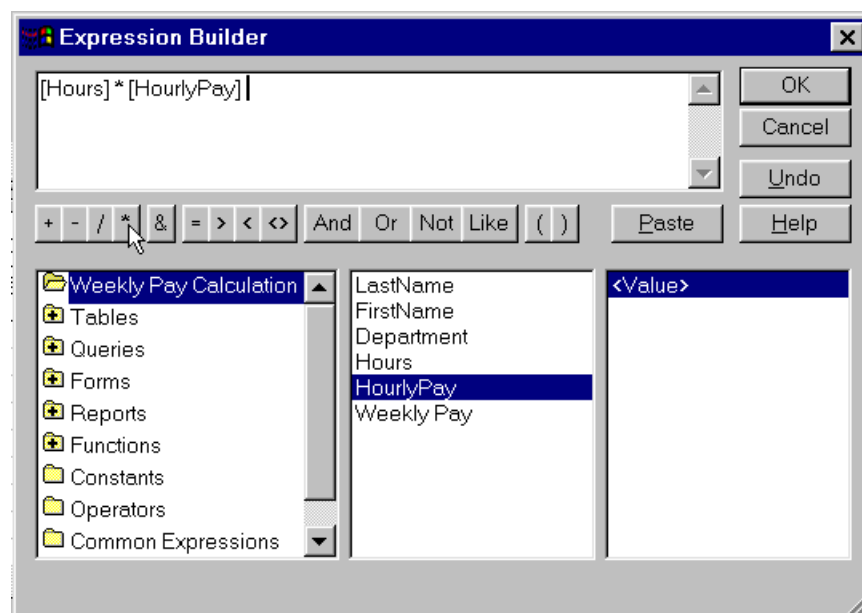 Expression Builder
[Hours] * [HourlyPay]
OK
Cancel
Undo
+ - / * & = > < <> And Or Not Like ( ) Paste Help
Weekly Pay Calculation
Tables
Queries
Forms
Reports
Functions
Constants
Operators
Common Expressions
LastName
FirstName
Department
Hours
HourlyPay
Weekly Pay
<Value>